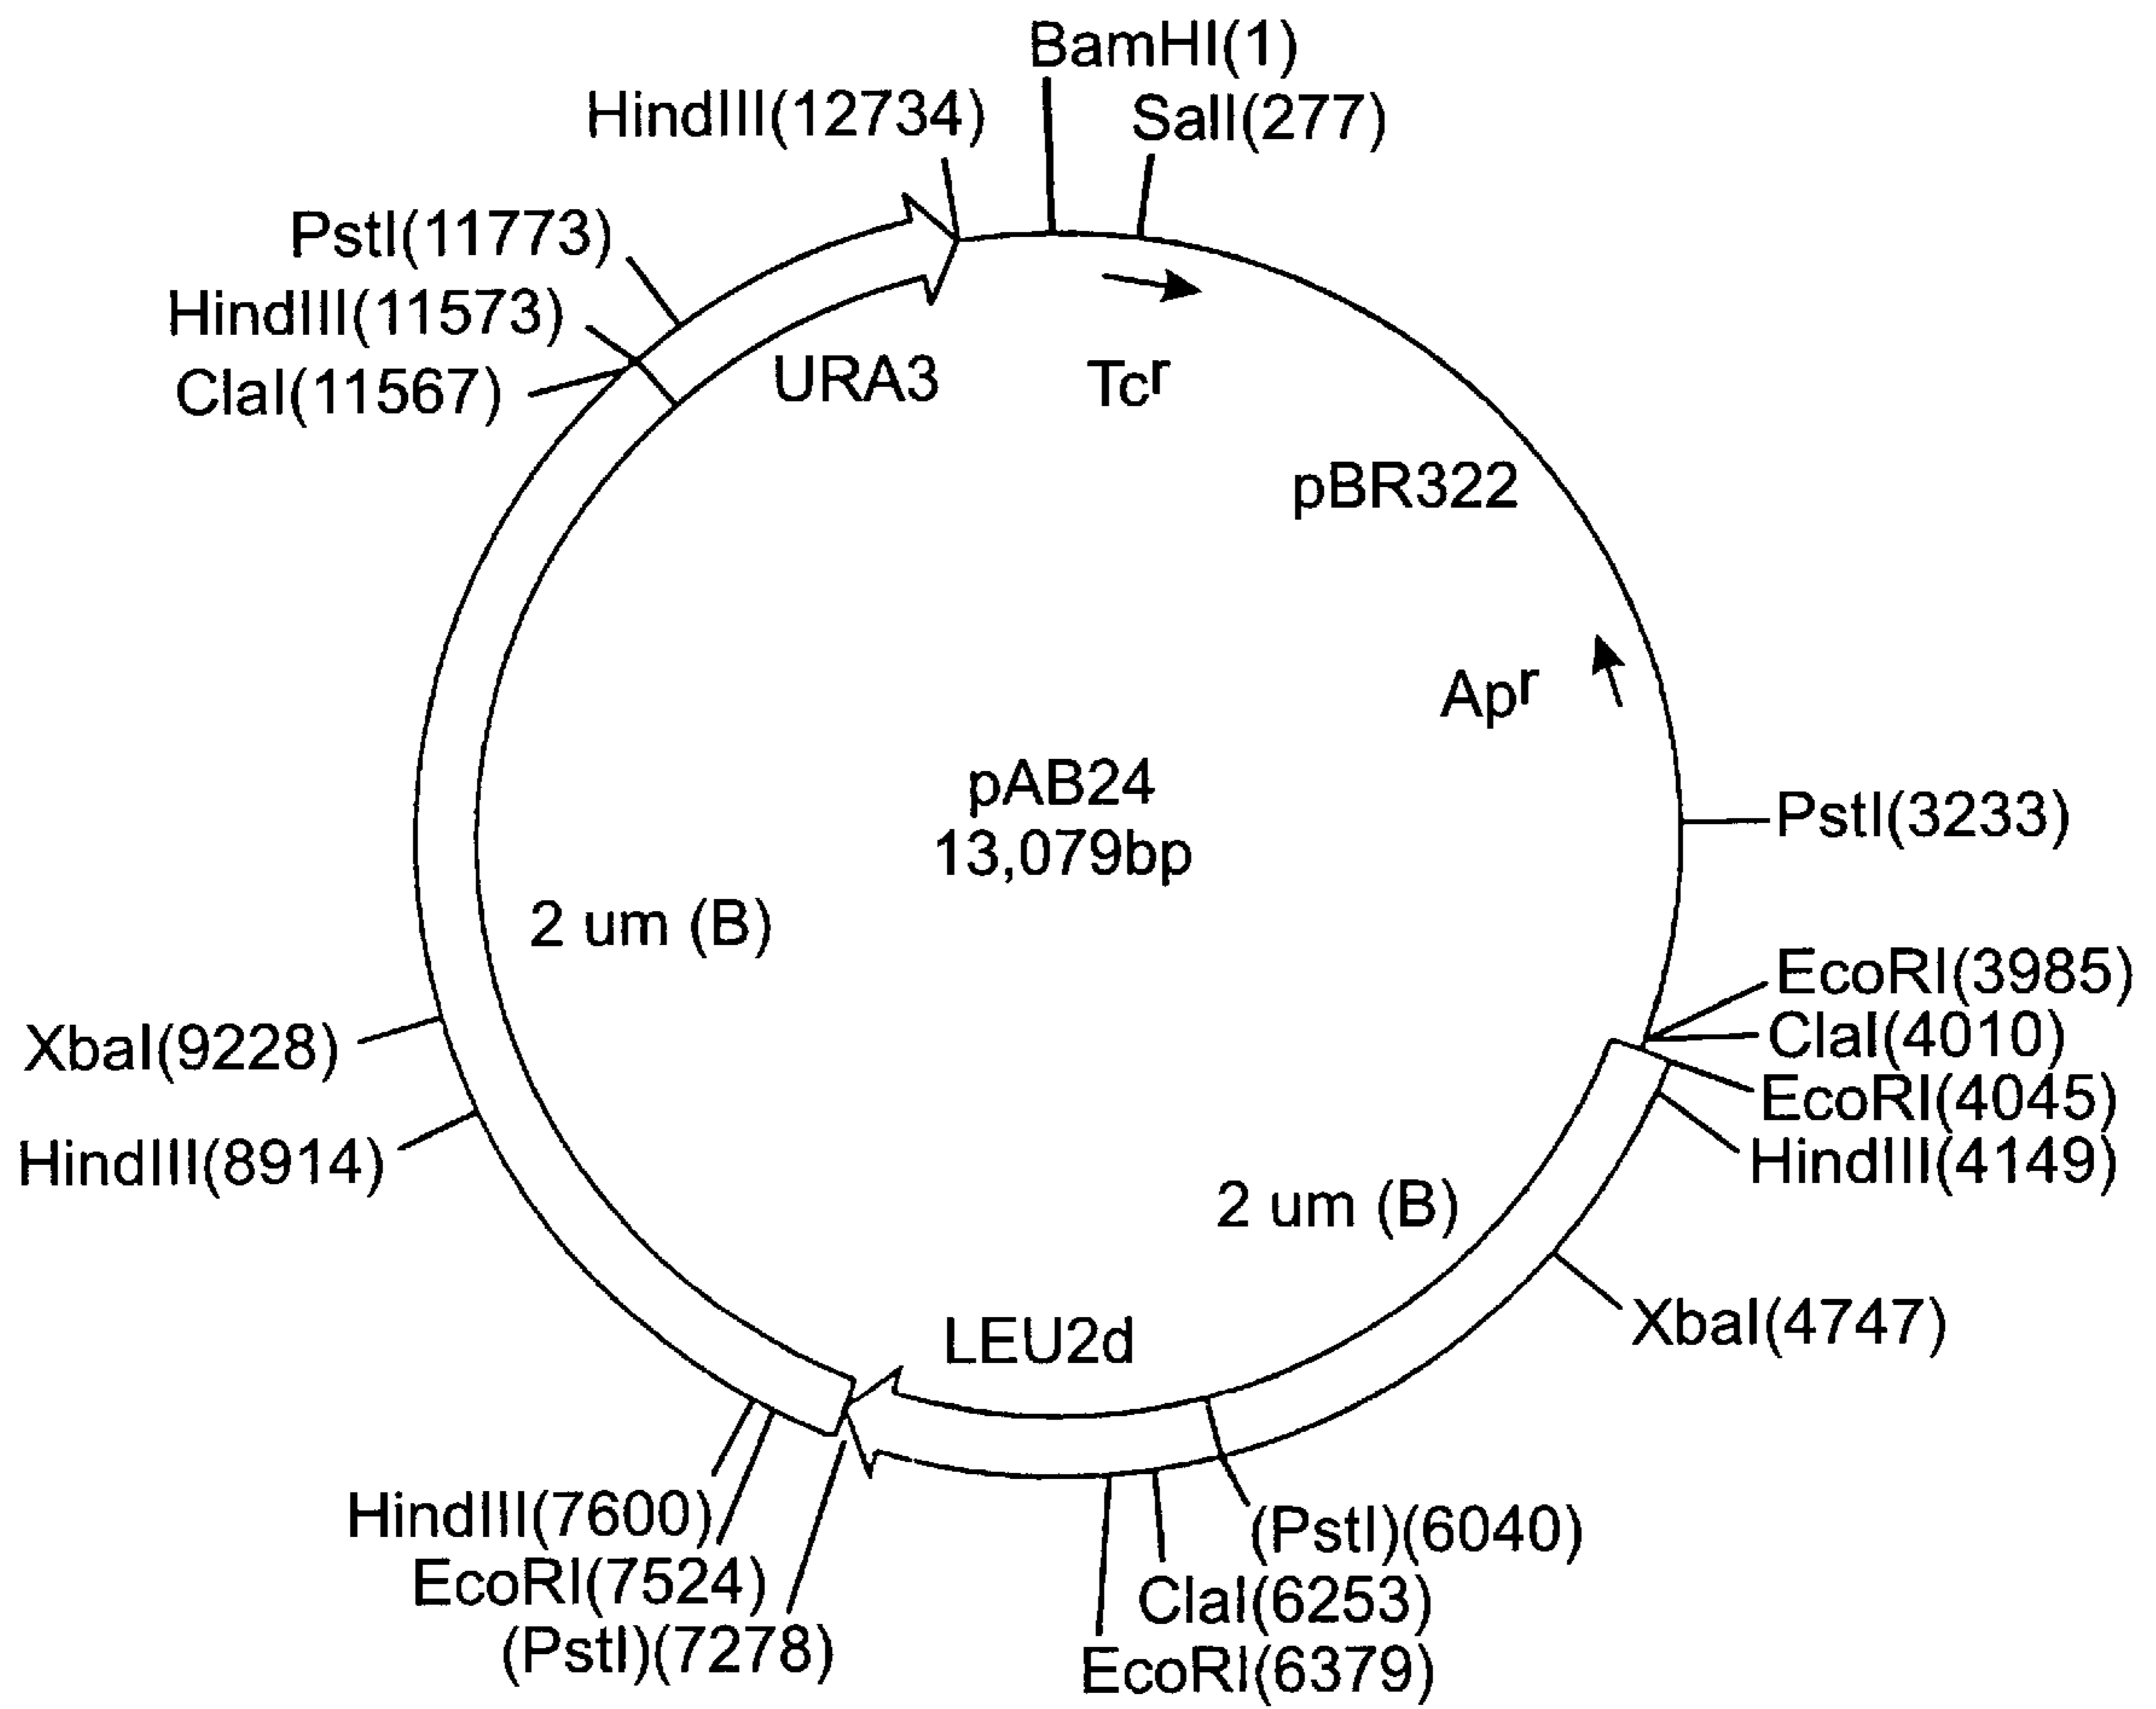 BamHI(1)
HindIII(12734)
SalI(277)
PstI(11773)
HindIII(11573)
ClaI(11567)
URA3
Tcr
pBR322
Apr
pAB24
13,079bp
PstI(3233)
2 um (B)
EcoRI(3985)
ClaI(4010)
EcoRI(4045)
HindIII(4149)
XbaI(9228)
HindIII(8914)
2 um (B)
XbaI(4747)
LEU2d
HindIII(7600)
EcoRI(7524)
(PstI)(7278)
(PstI)(6040)
ClaI(6253)
EcoRI(6379)